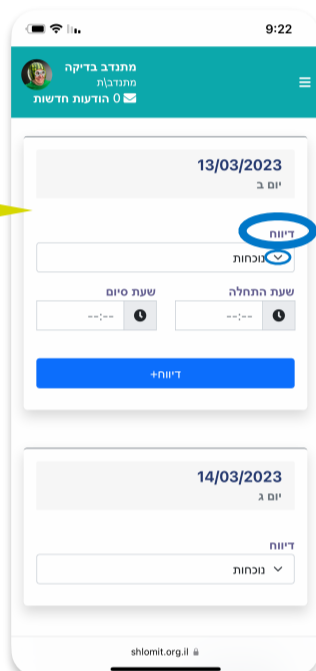 9:22
מתנדב בדיקה
מתנדב\ת
0 הודעות חדשות
13/03/2023
יום ב
דיווח
נוכחות
שעת התחלה
שעת סיום
--:--
--:--
דיווח+
14/03/2023
יום ג
דיווח
נוכחות
shlomit.org.il